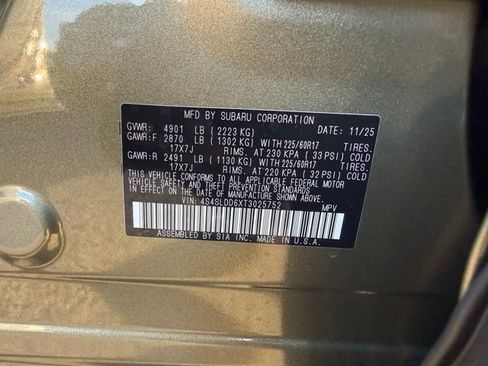 MFD BY SUBARU CORPORATION
GVWR: 4901 LB ( 2223 KG) DATE: 11/25
GAWR:F 2870 LB ( 1302 KG) WITH 225/60R17 TIRES.
17X7J RIMS. AT 230 KPA ( 33 PSI) COLD
GAWR:R 2491 LB ( 1130 KG) WITH 225/60R17 TIRES.
17X7J RIMS. AT 220 KPA ( 32 PSI) COLD
THIS VEHICLE CONFORMS TO ALL APPLICABLE FEDERAL MOTOR
VEHICLE SAFETY AND THEFT PREVENTION STANDARDS
IN EFFECT ON THE DATE OF MANUFACTURE SHOWN ABOVE.
VIN: 4S4SLDD6XT3025752 MPV
ASSEMBLED BY SIA INC. MADE IN U.S.A.